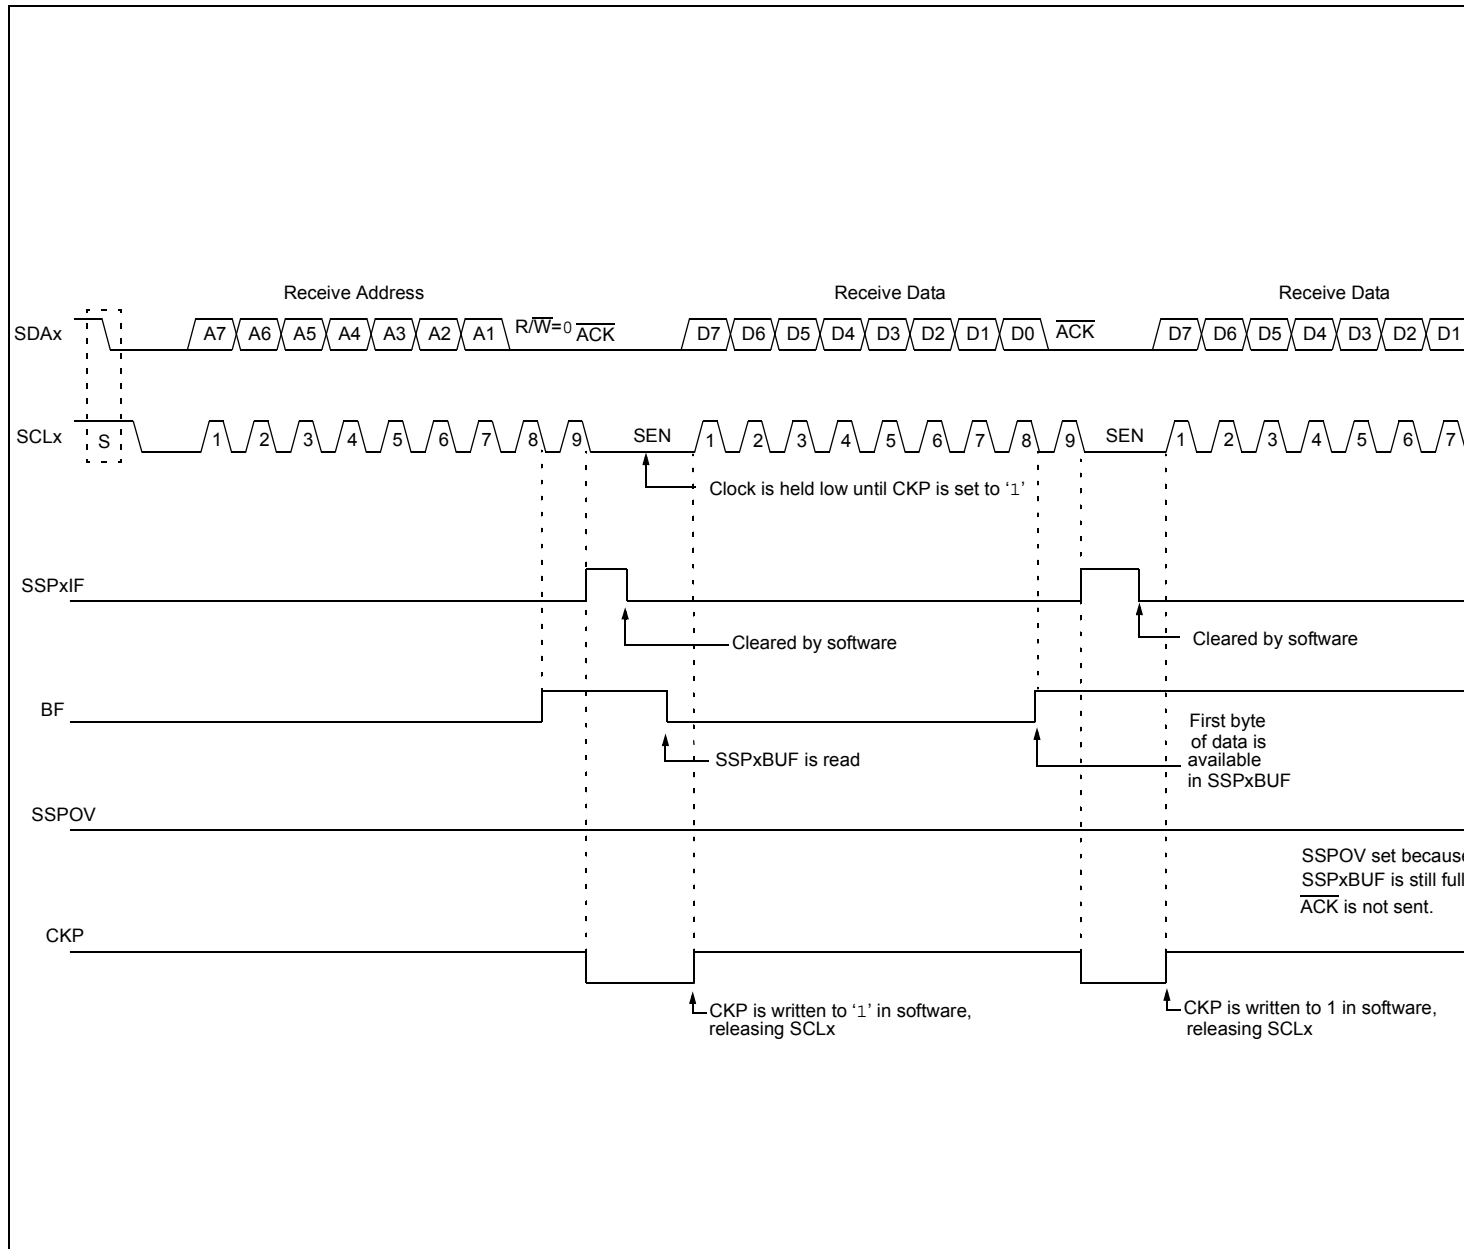 Receive Address
Receive Data
Receive Data
SDAx
A7 A6 A5 A4 A3 A2 A1 R/W=0 ACK D7 D6 D5 D4 D3 D2 D1 D0 ACK D7 D6 D5 D4 D3 D2 D1
SCLx
S 1 2 3 4 5 6 7 8 9 SEN 1 2 3 4 5 6 7 8 9 SEN 1 2 3 4 5 6 7
Clock is held low until CKP is set to ‘1’
SSPxIF
Cleared by software
Cleared by software
BF
SSPxBUF is read
First byte
of data is
available
in SSPxBUF
SSPOV
SSPOV set because
SSPxBUF is still full
ACK is not sent.
CKP
CKP is written to ‘1’ in software,
releasing SCLx
CKP is written to 1 in software,
releasing SCLx